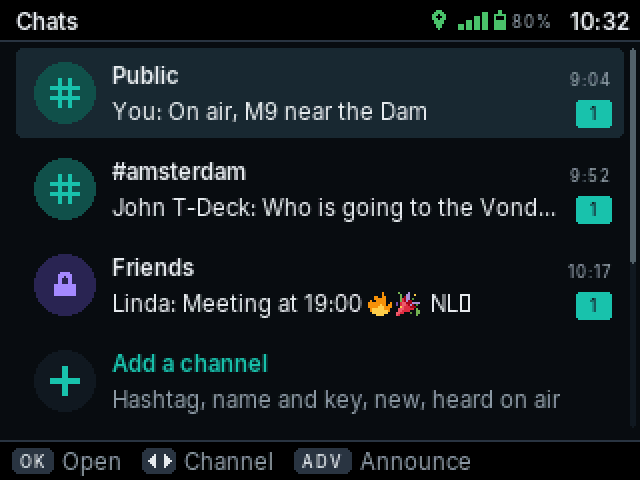 Chats 80% 10:32
Public 9:04
You: On air, M9 near the Dam 1
#amsterdam 9:52
John T-Deck: Who is going to the Vond... 1
Friends 10:17
Linda: Meeting at 19:00 🔥🎉 NL▯ 1
Add a channel
Hashtag, name and key, new, heard on air
OK Open ◀▶ Channel ADV Announce